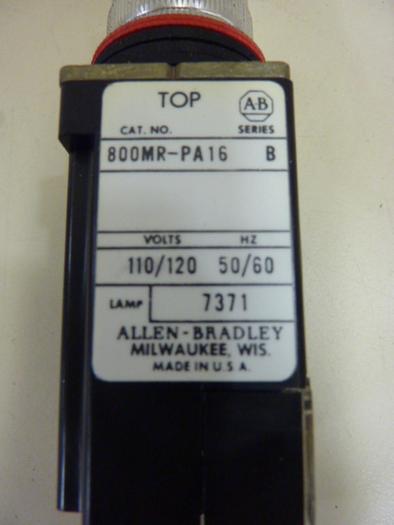 TOP
A-B
CAT. NO. SERIES
800MR-PA16 B
VOLTS HZ
110/120 50/60
LAMP 7371
ALLEN-BRADLEY
MILWAUKEE, WIS.
MADE IN U.S.A.